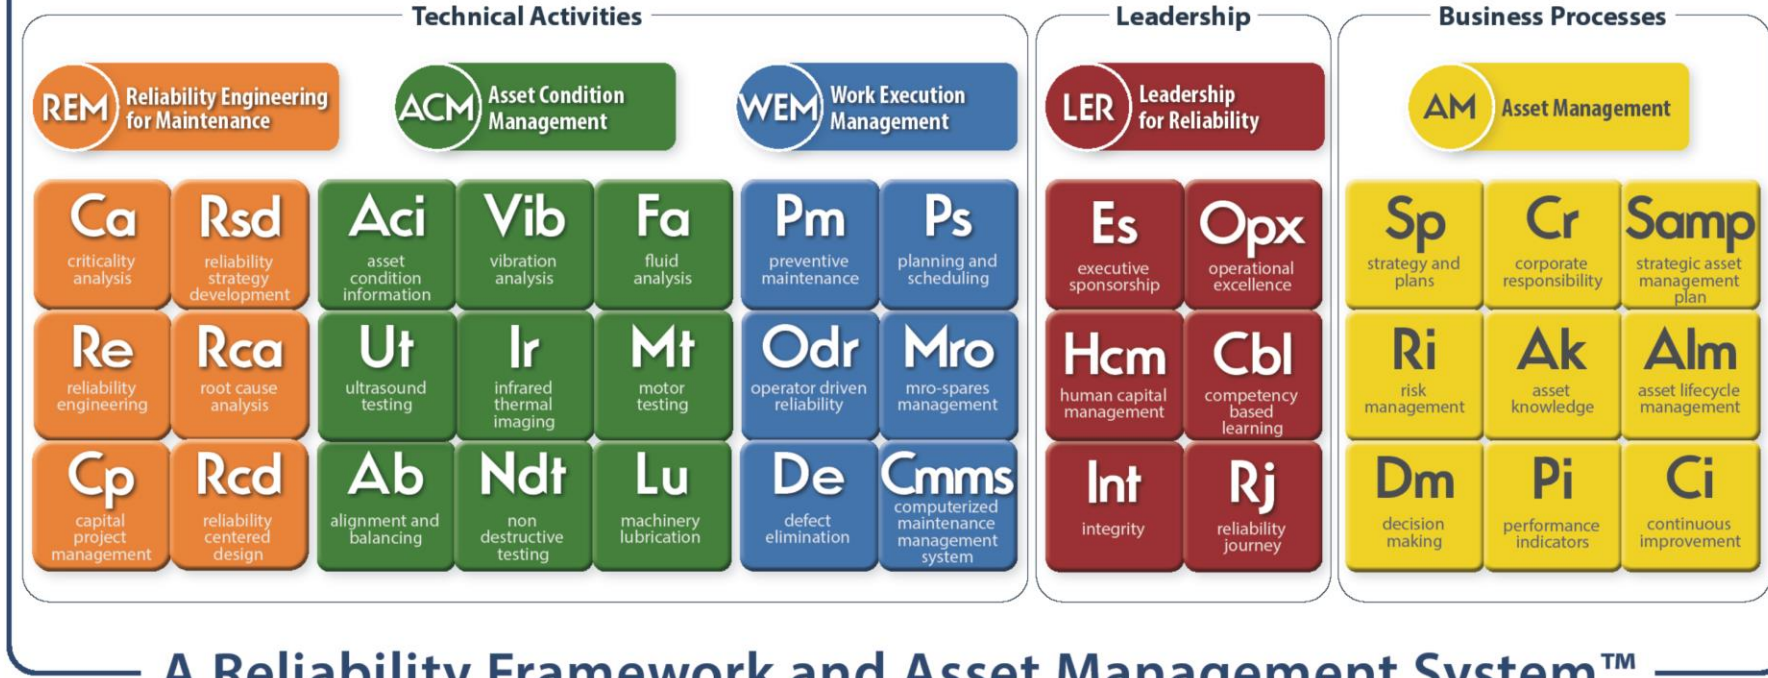 Technical Activities
Leadership
Business Processes
REM
Reliability Engineering
for Maintenance
ACM
Asset Condition
Management
WEM
Work Execution
Management
LER
Leadership
for Reliability
AM
Asset Management
Ca
criticality
analysis
Rsd
reliability
strategy
development
Aci
asset
condition
information
Vib
vibration
analysis
Fa
fluid
analysis
Pm
preventive
maintenance
Ps
planning and
scheduling
Es
executive
sponsorship
Opx
operational
excellence
Sp
strategy and
plans
Cr
corporate
responsibility
Samp
strategic asset
management
plan
Re
reliability
engineering
Rca
root cause
analysis
Ut
ultrasound
testing
Ir
infrared
thermal
imaging
Mt
motor
testing
Odr
operator driven
reliability
Mro
mro-spares
management
Hcm
human capital
management
Cbl
competency
based
learning
Ri
risk
management
Ak
asset
knowledge
Alm
asset lifecycle
management
Cp
capital
project
management
Rcd
reliability
centered
design
Ab
alignment and
balancing
Ndt
non
destructive
testing
Lu
machinery
lubrication
De
defect
elimination
Cmms
computerized
maintenance
management
system
Int
integrity
Rj
reliability
journey
Dm
decision
making
Pi
performance
indicators
Ci
continuous
improvement
A Reliability Framework and Asset Management System™